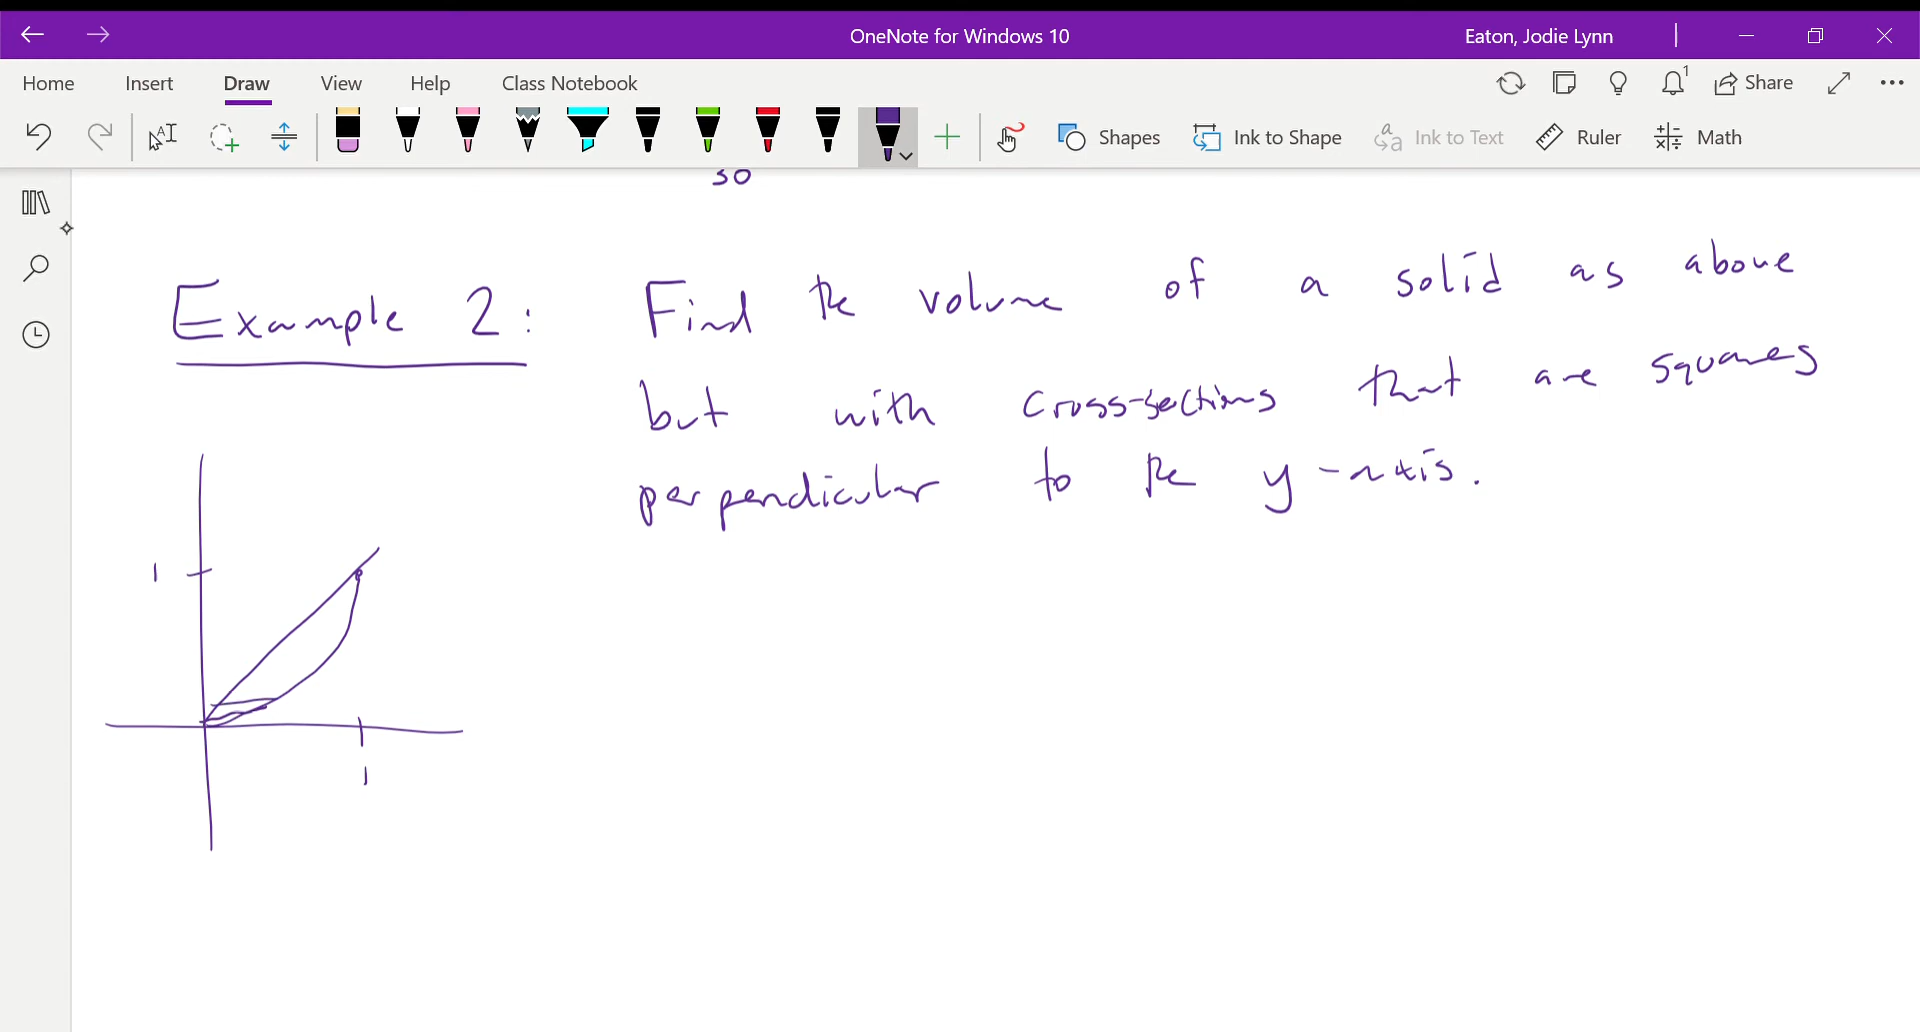 OneNote for Windows 10
Eaton, Jodie Lynn
Home Insert Draw View Help Class Notebook
1 Share
Shapes Ink to Shape Ink to Text Ruler Math
30
Example 2: Find the volume of a solid as above
but with cross-sections that are squares
perpendicular to the y-axis.
1
1